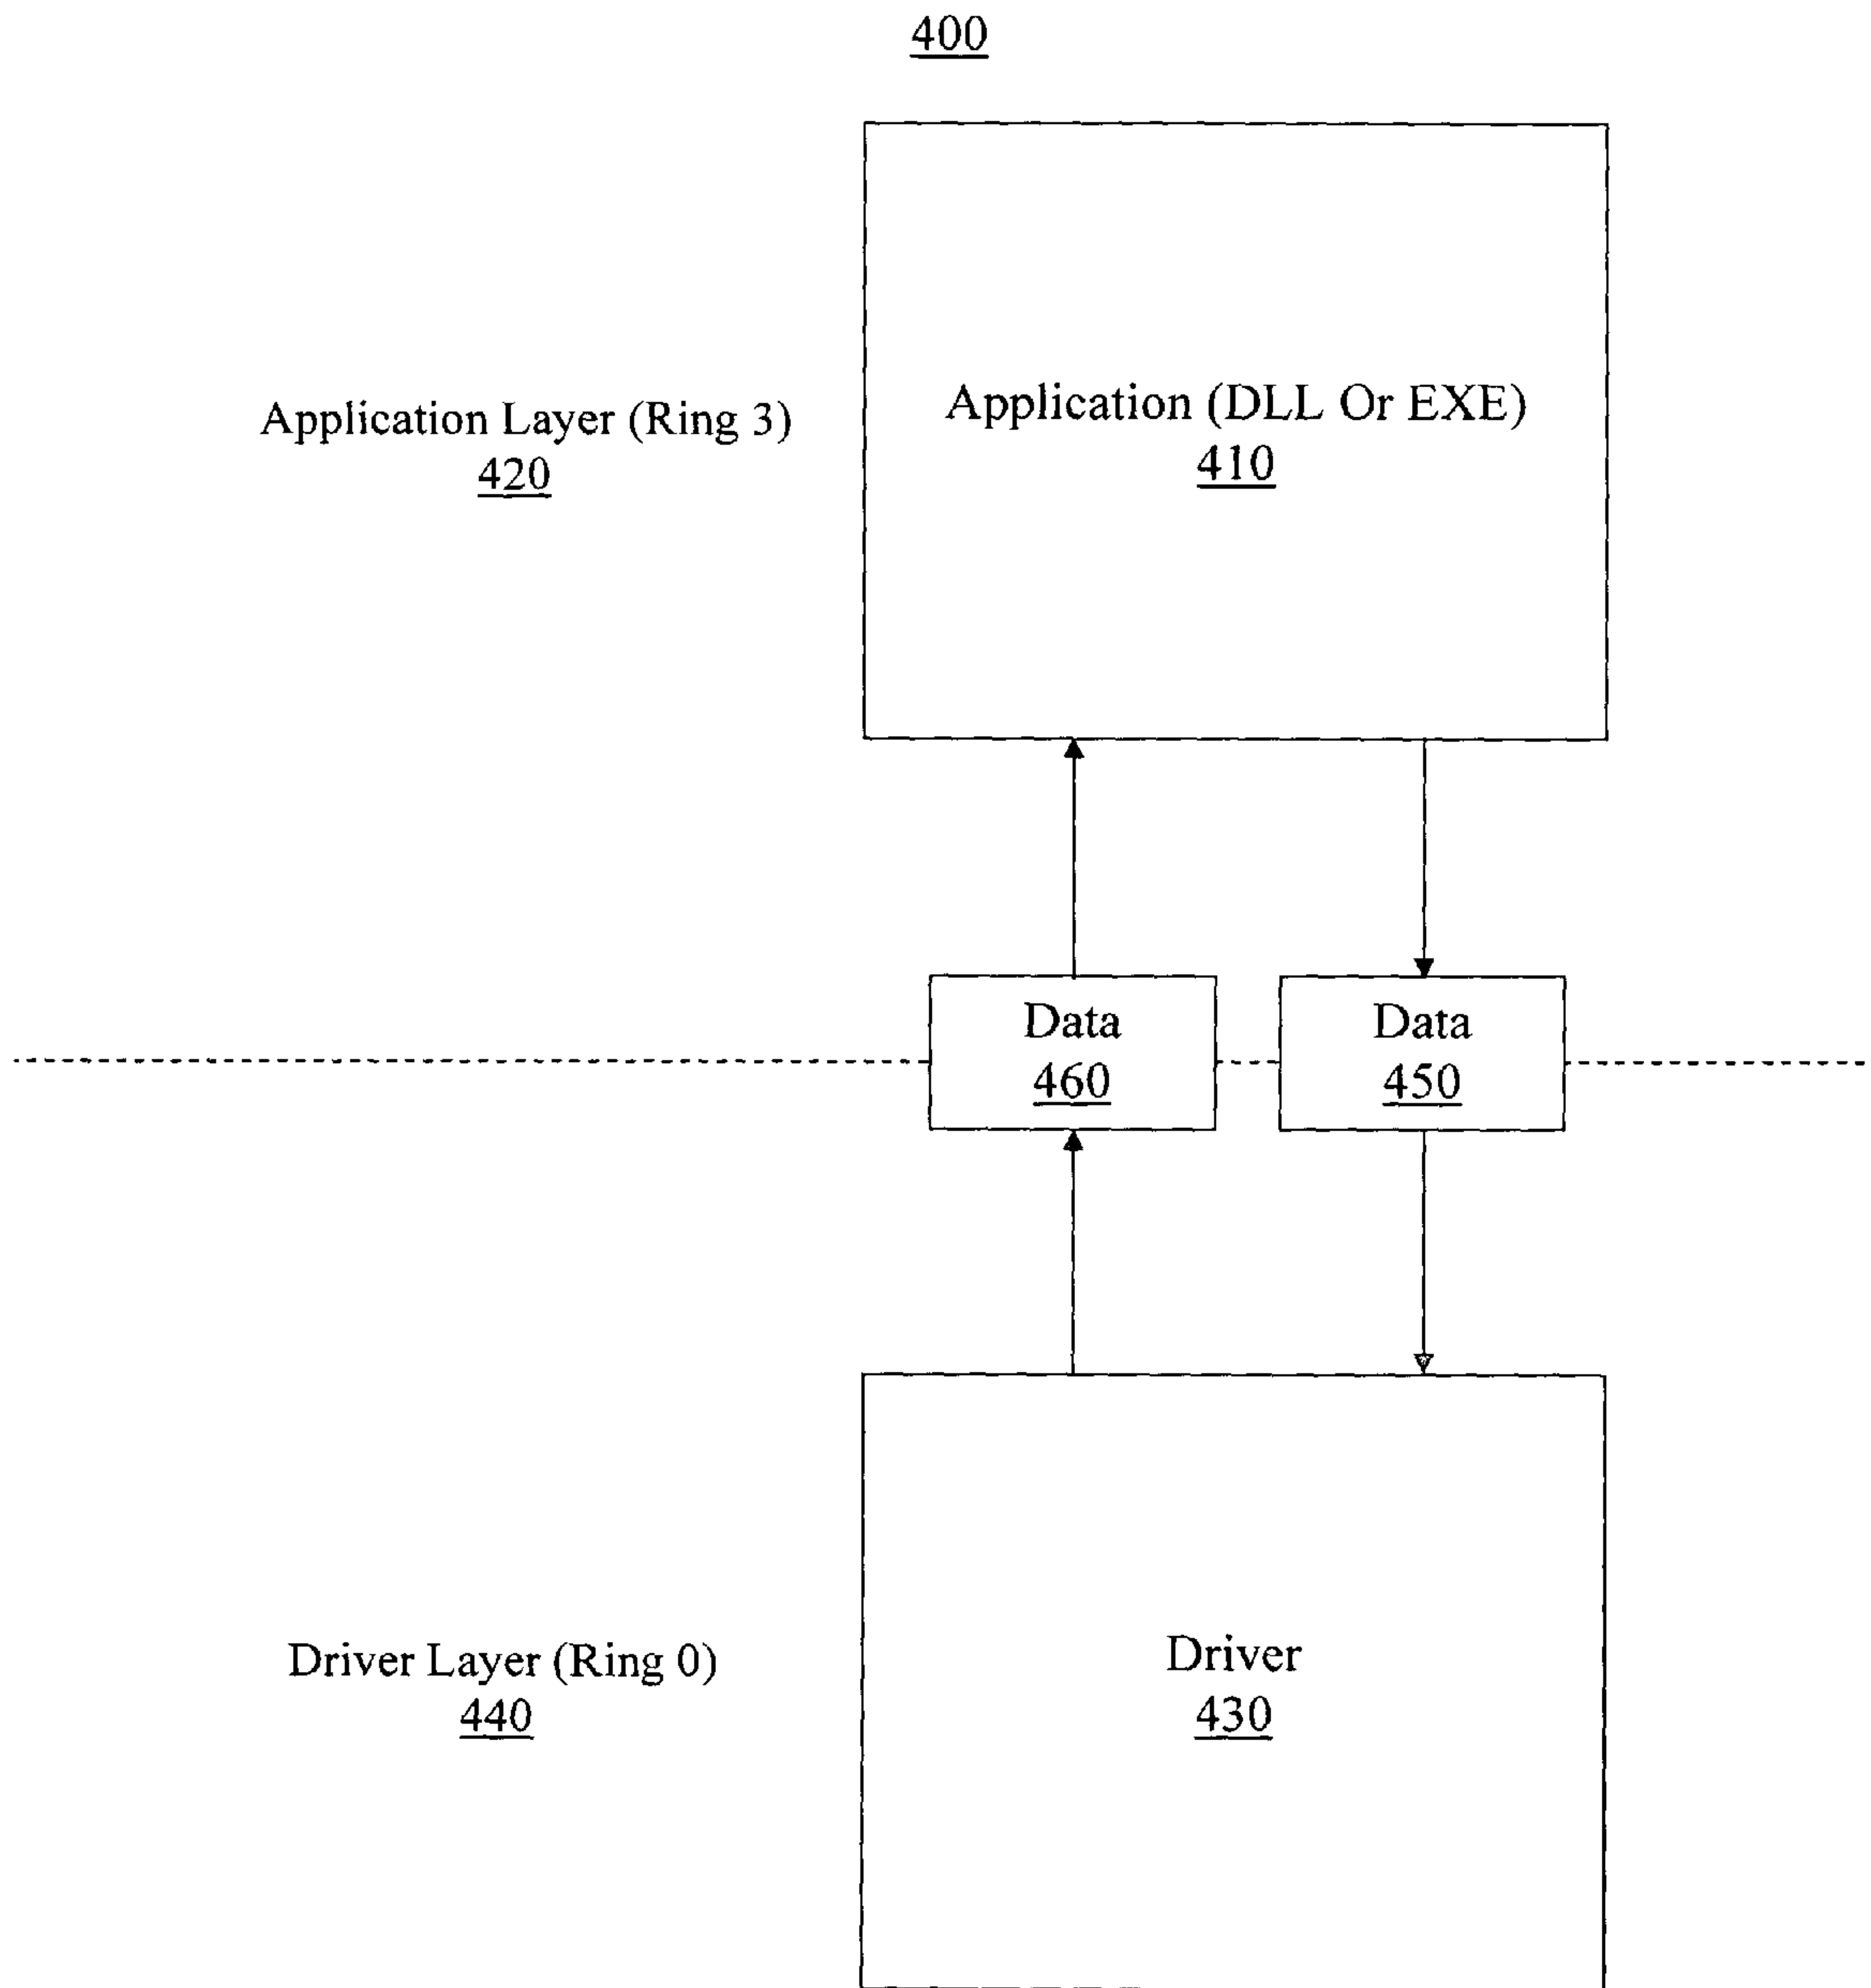 400
Application Layer (Ring 3)
420
Application (DLL Or EXE)
410
Data
460
Data
450
Driver Layer (Ring 0)
440
Driver
430